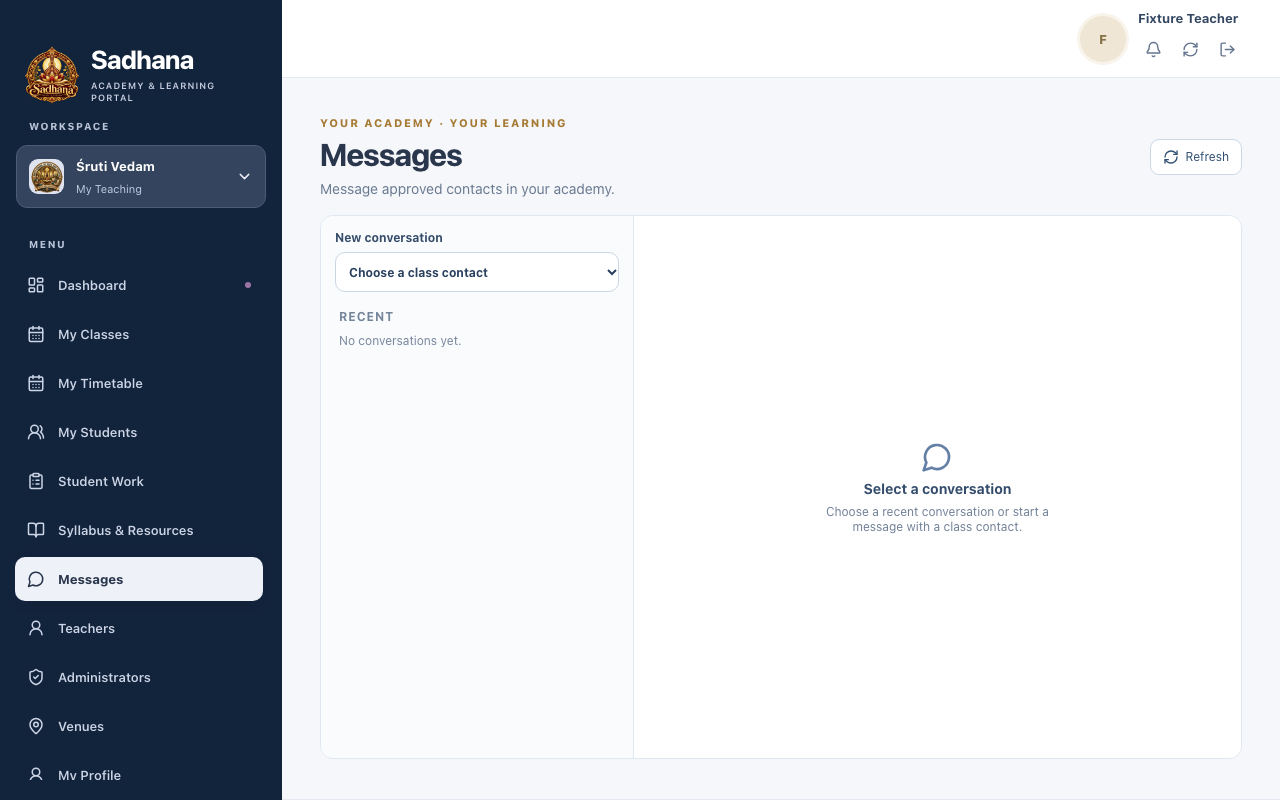 Sadhana
ACADEMY & LEARNING
PORTAL
Sadhana
WORKSPACE
Śruti Vedam
My Teaching
MENU
Dashboard
My Classes
My Timetable
My Students
Student Work
Syllabus & Resources
Messages
Teachers
Administrators
Venues
My Profile
F
Fixture Teacher
YOUR ACADEMY · YOUR LEARNING
Messages
Message approved contacts in your academy.
Refresh
New conversation
Choose a class contact
RECENT
No conversations yet.
Select a conversation
Choose a recent conversation or start a
message with a class contact.